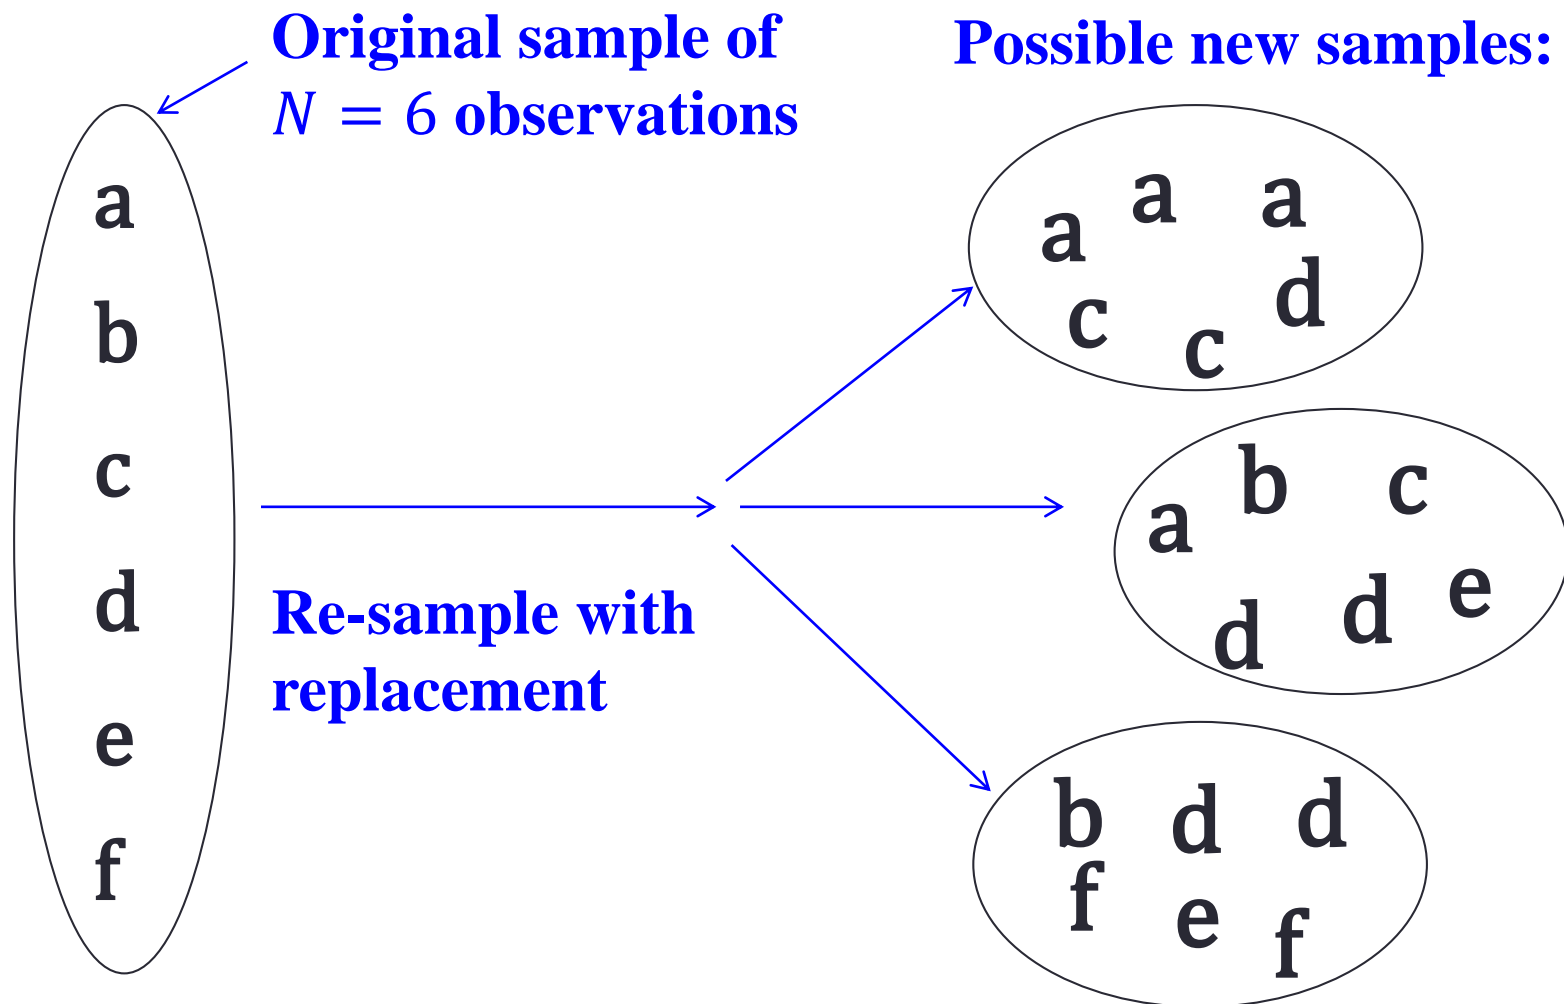 Original sample of
N = 6 observations
Possible new samples:
a
b
c
d
e
f
Re-sample with
replacement
a a a
c c d
a b c
d d e
b d d
f e f